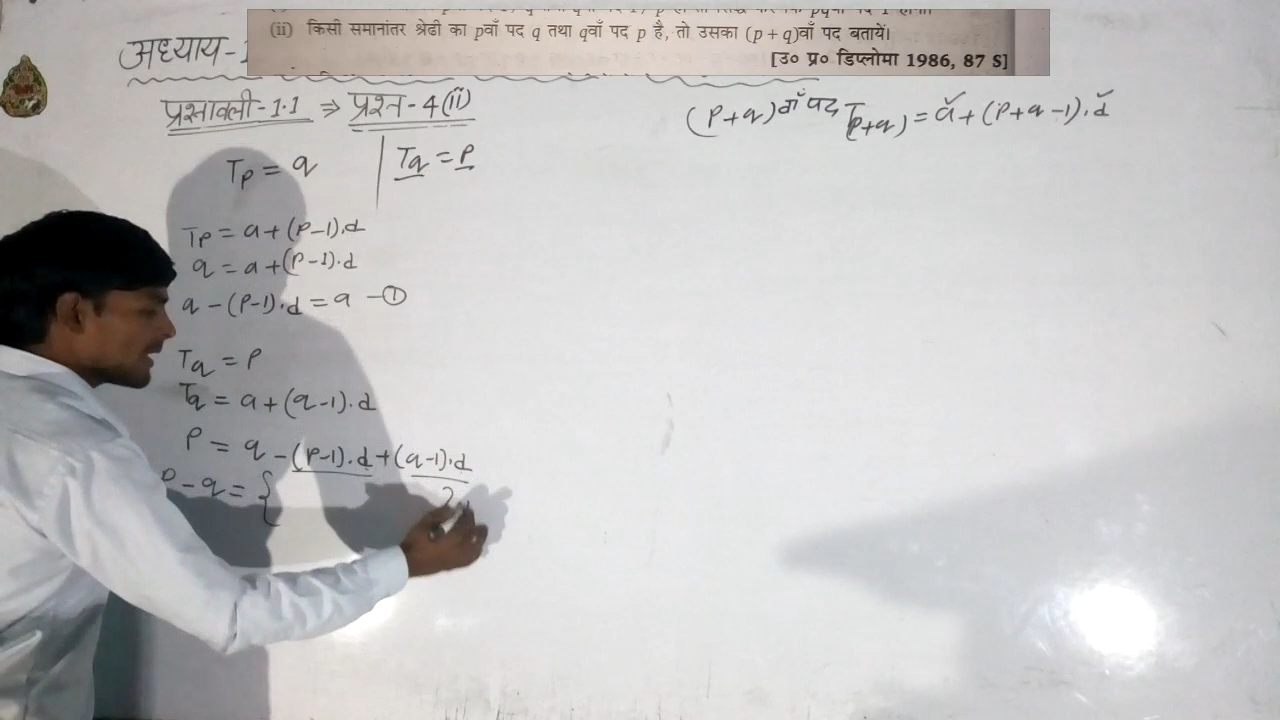 (ii) किसी समानांतर श्रेढी का pवाँ पद q तथा qवाँ पद p है, तो उसका (p + q)वाँ पद बतायें।
[उ० प्र० डिप्लोमा 1986, 87 S]
अध्याय-1
प्रश्नावली-1.1 ⇒ प्रश्न-4(ii)
Tp = q | Tq = p
(p+q)वाँ पद T(p+q) = a+(p+q-1).d
Tp = a+(p-1).d
q = a+(p-1).d
q-(p-1).d = a -①
Tq = p
Tq = a+(q-1).d
p = q-(p-1).d+(q-1).d
p-q = {